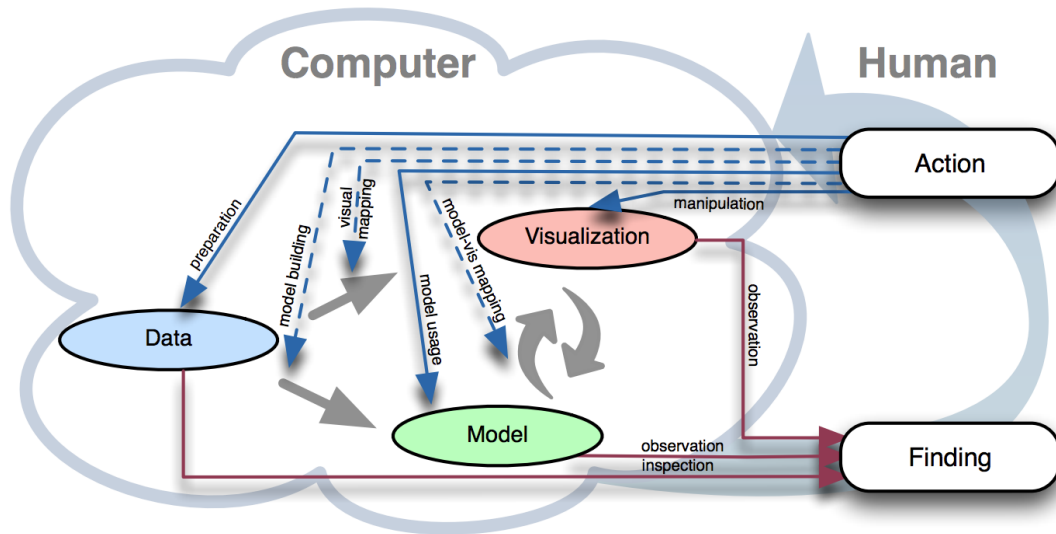 Computer
Human
Action
preparation
model building
visual
mapping
model usage
model-vis mapping
manipulation
Visualization
observation
Data
Model
observation
inspection
Finding